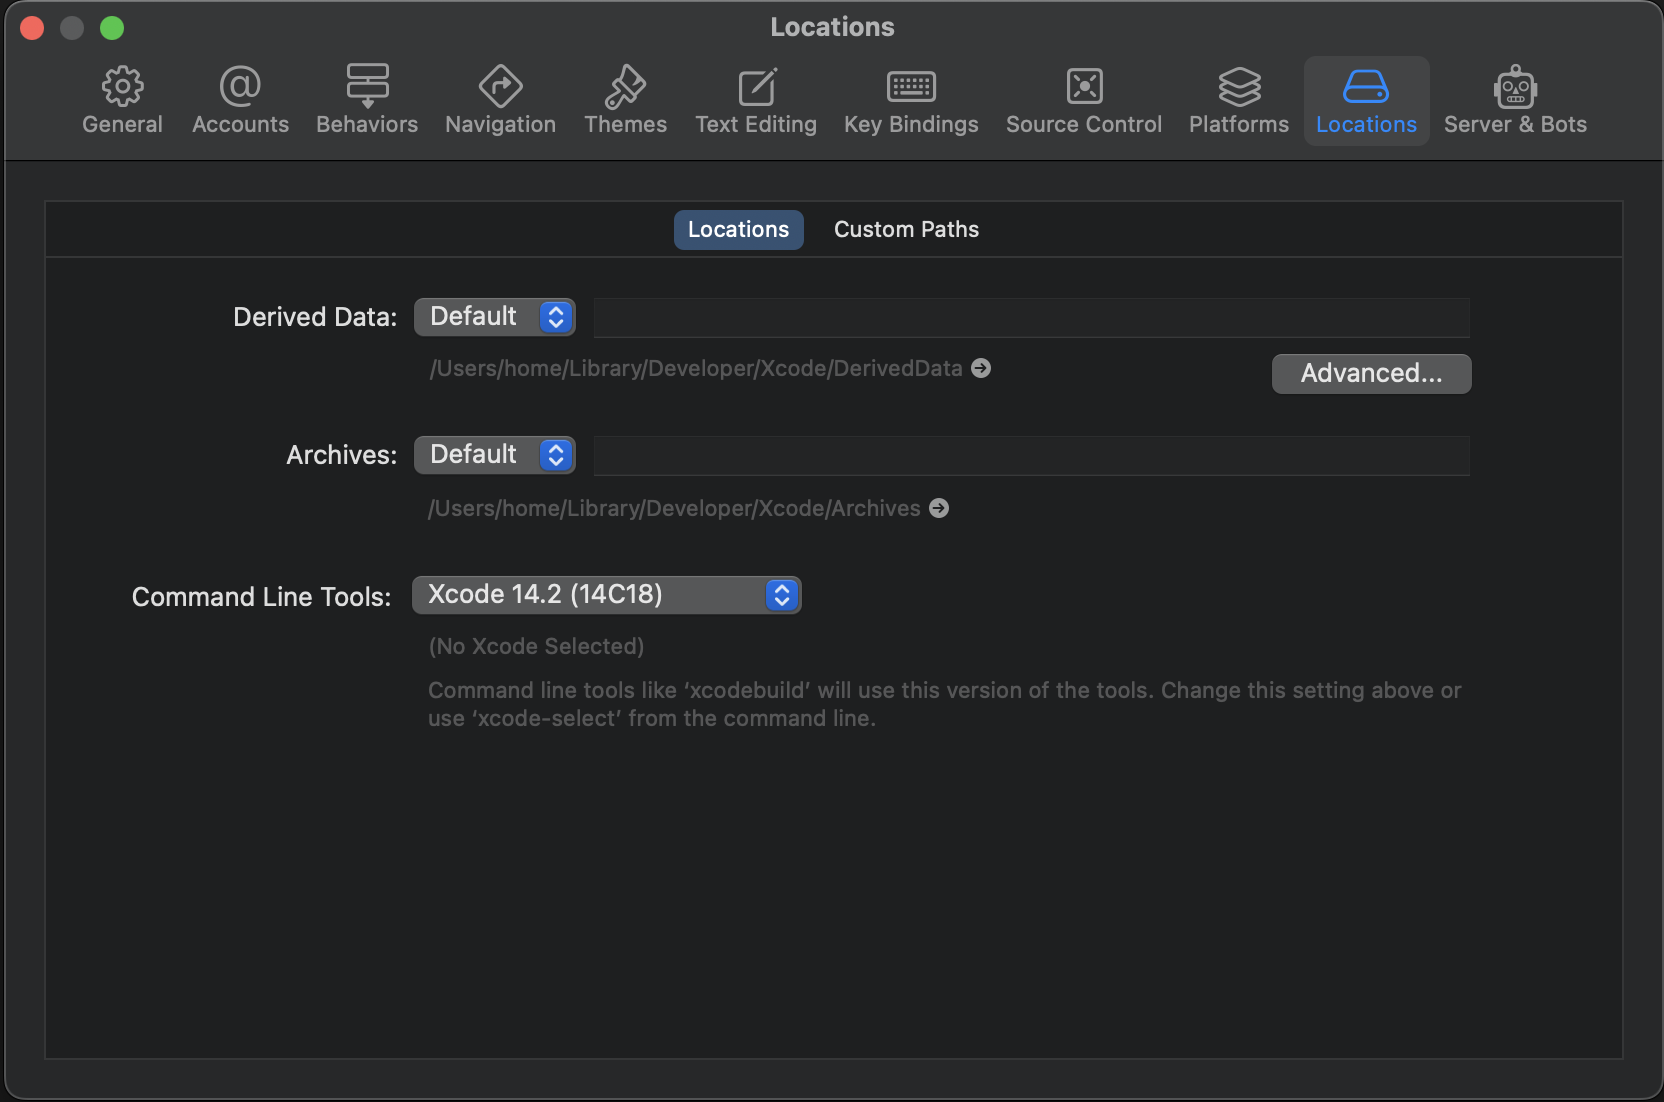 Locations
General Accounts Behaviors Navigation Themes Text Editing Key Bindings Source Control Platforms Locations Server & Bots
Locations Custom Paths
Derived Data: Default
/Users/home/Library/Developer/Xcode/DerivedData
Advanced...
Archives: Default
/Users/home/Library/Developer/Xcode/Archives
Command Line Tools: Xcode 14.2 (14C18)
(No Xcode Selected)
Command line tools like ‘xcodebuild’ will use this version of the tools. Change this setting above or
use ‘xcode-select’ from the command line.